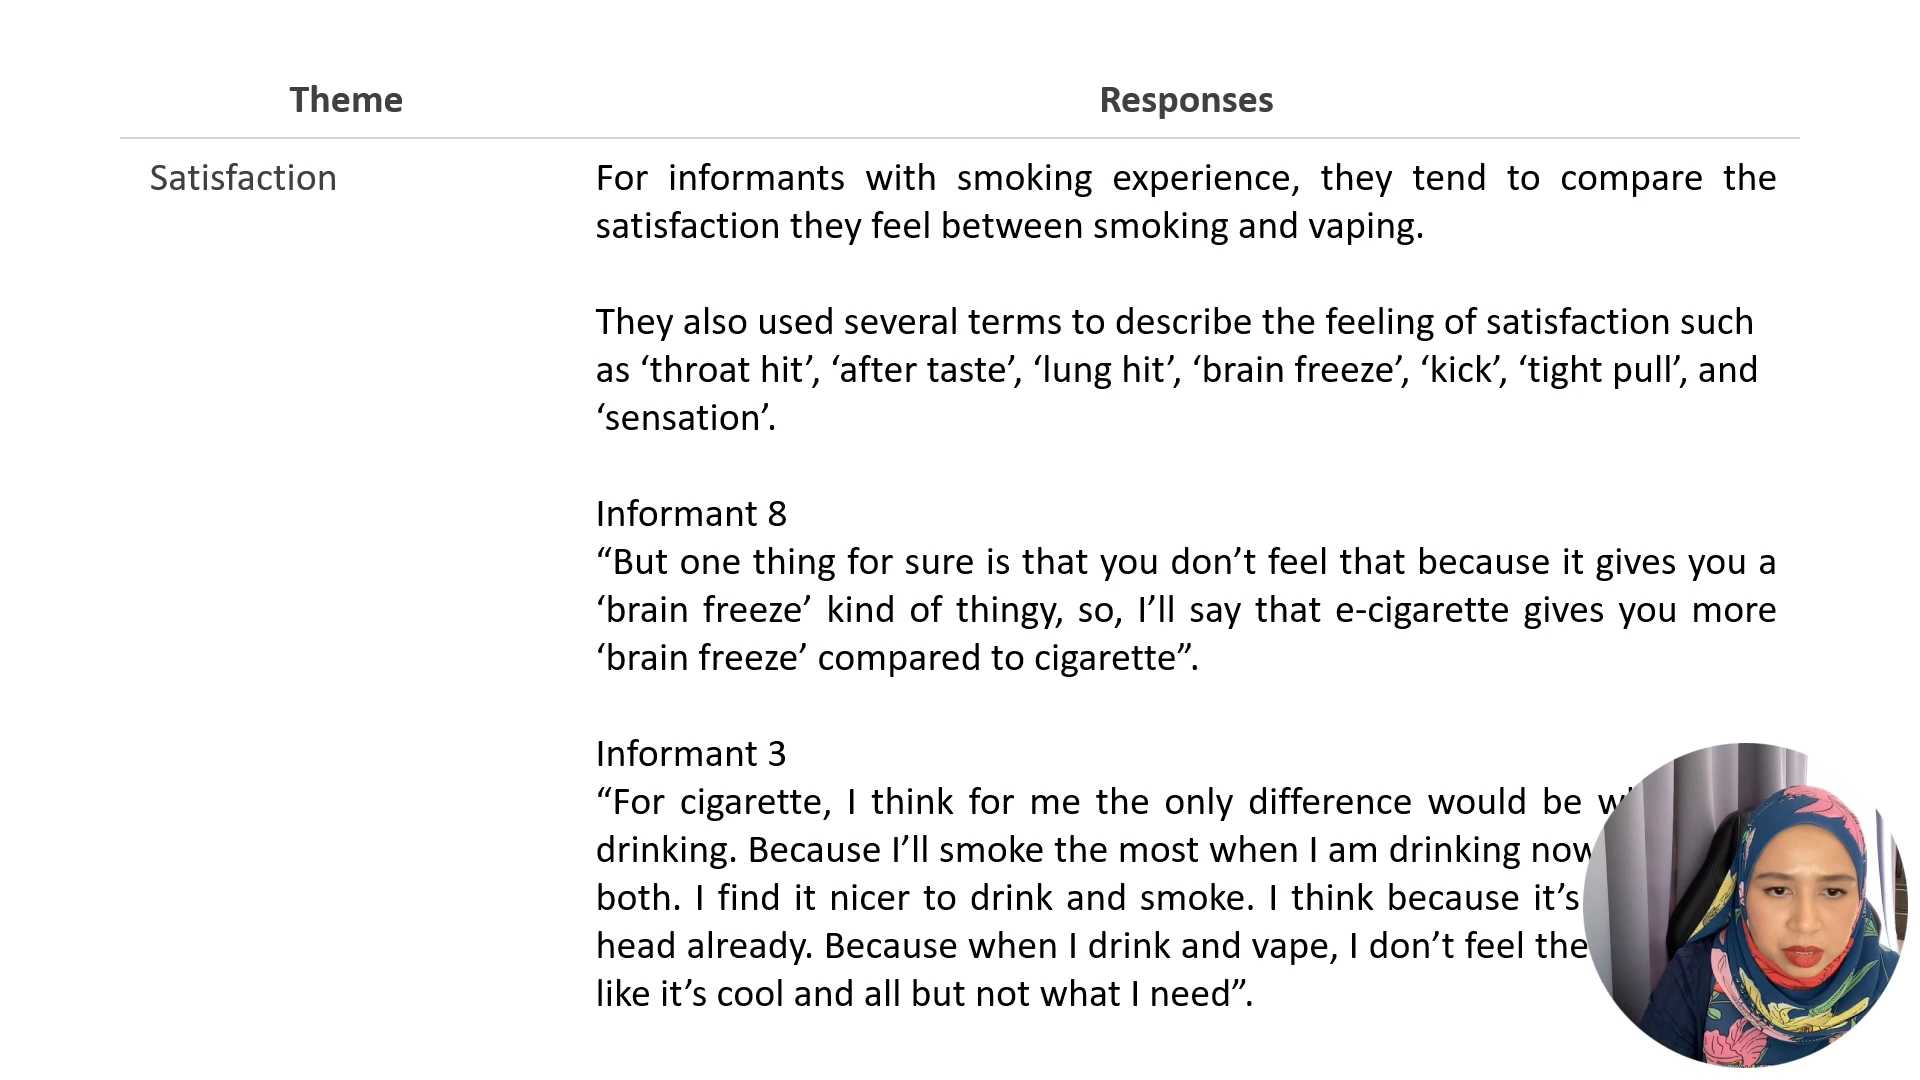 Theme
Responses
Satisfaction
For informants with smoking experience, they tend to compare the
satisfaction they feel between smoking and vaping.
They also used several terms to describe the feeling of satisfaction such
as ‘throat hit’, ‘after taste’, ‘lung hit’, ‘brain freeze’, ‘kick’, ‘tight pull’, and
‘sensation’.
Informant 8
“But one thing for sure is that you don’t feel that because it gives you a
‘brain freeze’ kind of thingy, so, I’ll say that e-cigarette gives you more
‘brain freeze’ compared to cigarette”.
Informant 3
“For cigarette, I think for me the only difference would be
drinking. Because I’ll smoke the most when I am drinking
both. I find it nicer to drink and smoke. I think because it’s
head already. Because when I drink and vape, I don’t feel the
like it’s cool and all but not what I need”.